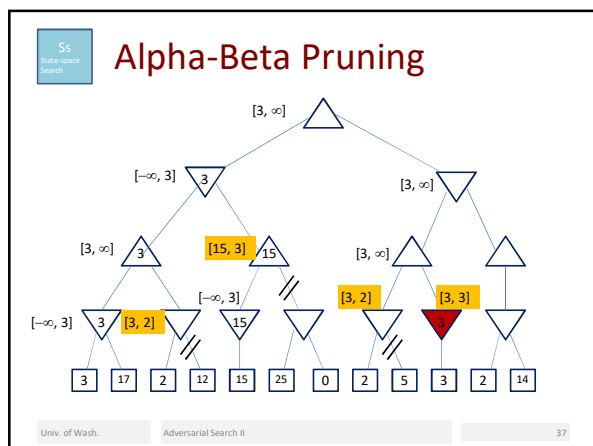 Ss
State-space
Search
Alpha-Beta Pruning
[3, ∞]
[−∞, 3]
3
[3, ∞]
[3, ∞]
3
[15, 3]
15
[3, ∞]
[−∞, 3]
3
[3, 2]
[−∞, 3]
15
[3, 2]
[3, 3]
3
3 17 2 12 15 25 0 2 5 3 2 14
Univ. of Wash. Adversarial Search II 37